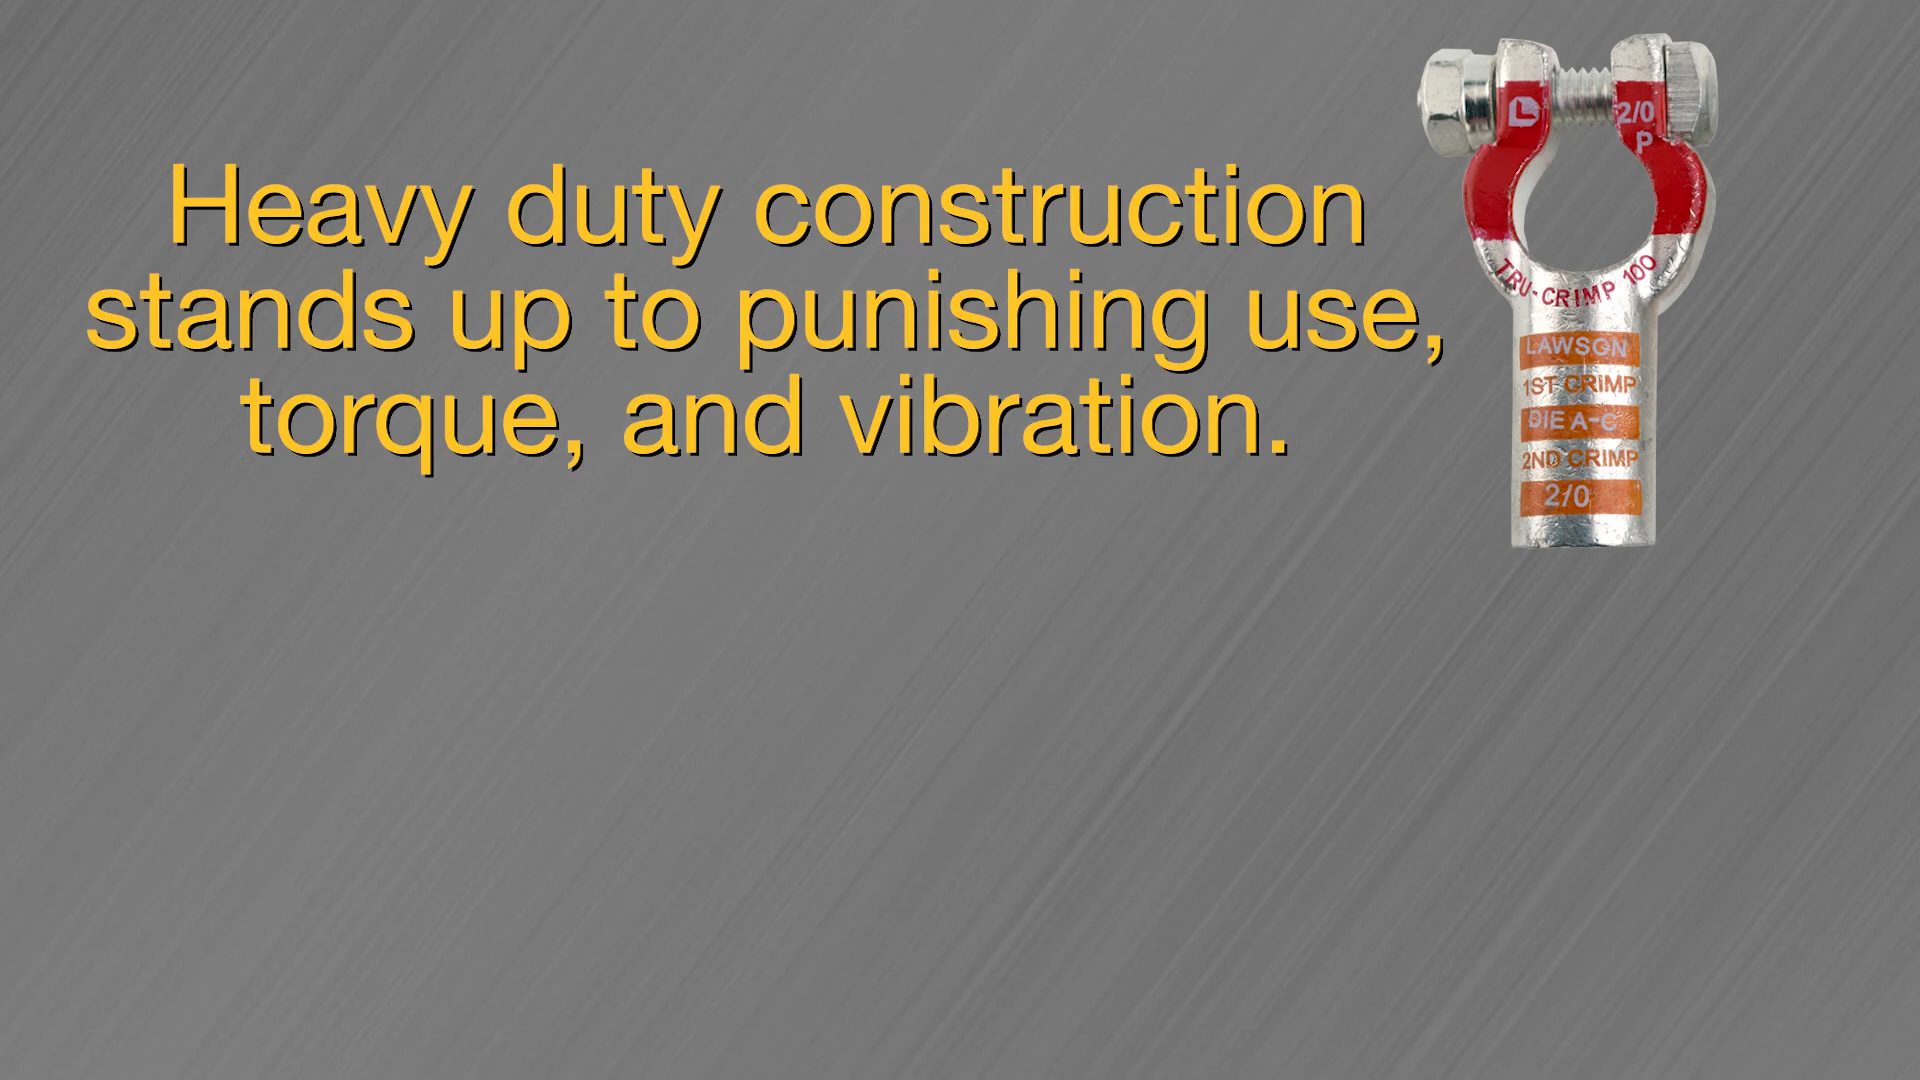 Heavy duty construction
stands up to punishing use,
torque, and vibration.
L
2/0
P
TRU-CRIMP 100
LAWSON
1ST CRIMP
DIE A-C
2ND CRIMP
2/0